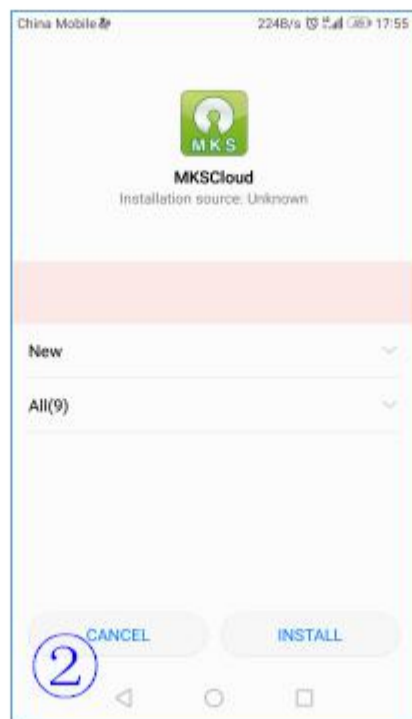 China Mobile 224B/s 17:55
MKS
MKSCloud
Installation source: Unknown
New
All(9)
CANCEL INSTALL
②